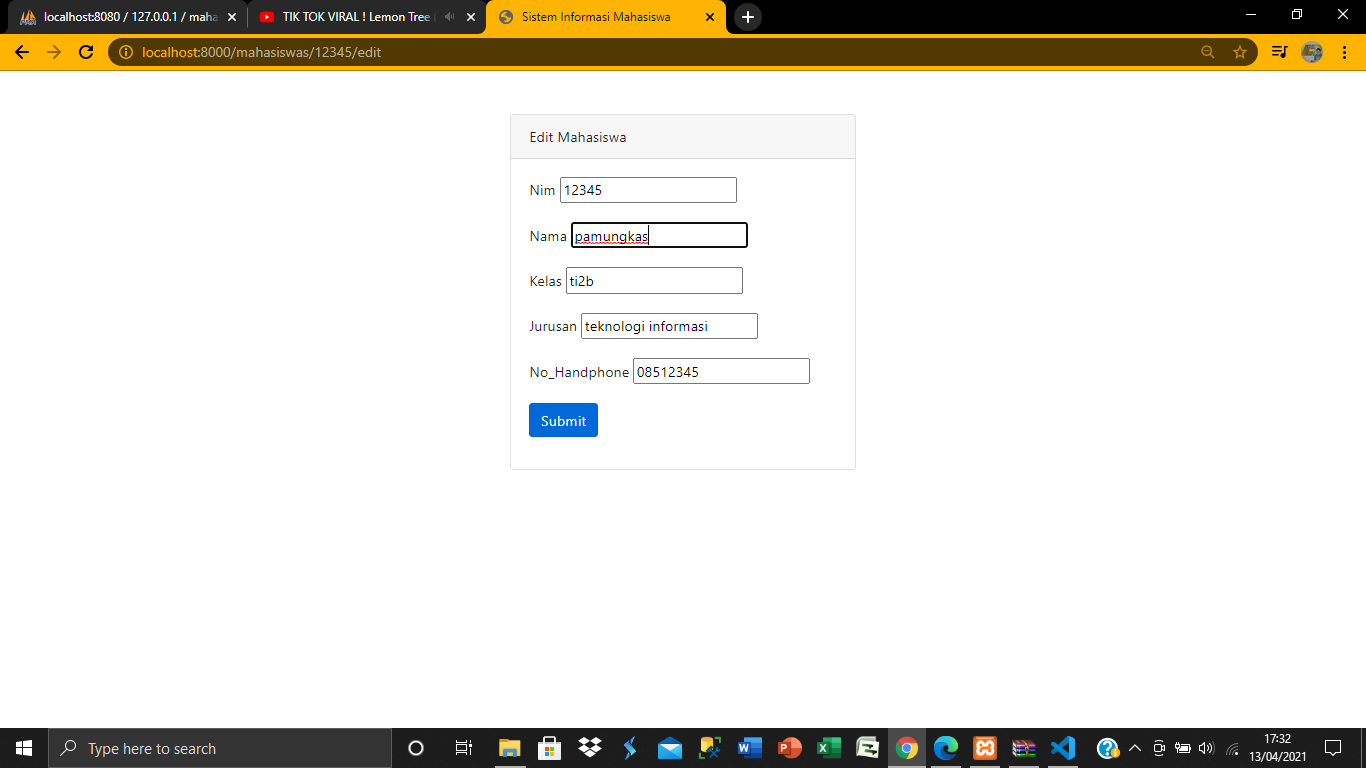 localhost:8080 / 127.0.0.1 / maha
TIK TOK VIRAL ! Lemon Tree (
Sistem Informasi Mahasiswa
localhost:8000/mahasiswas/12345/edit
Edit Mahasiswa
Nim 12345
Nama pamungkas
Kelas ti2b
Jurusan teknologi informasi
No_Handphone 08512345
Submit
Type here to search
17:32
13/04/2021